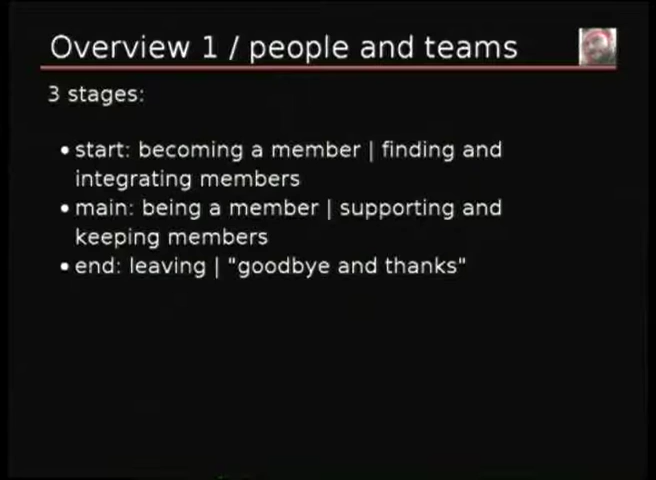 Overview 1 / people and teams
3 stages:
• start: becoming a member | finding and
integrating members
• main: being a member | supporting and
keeping members
• end: leaving | "goodbye and thanks"